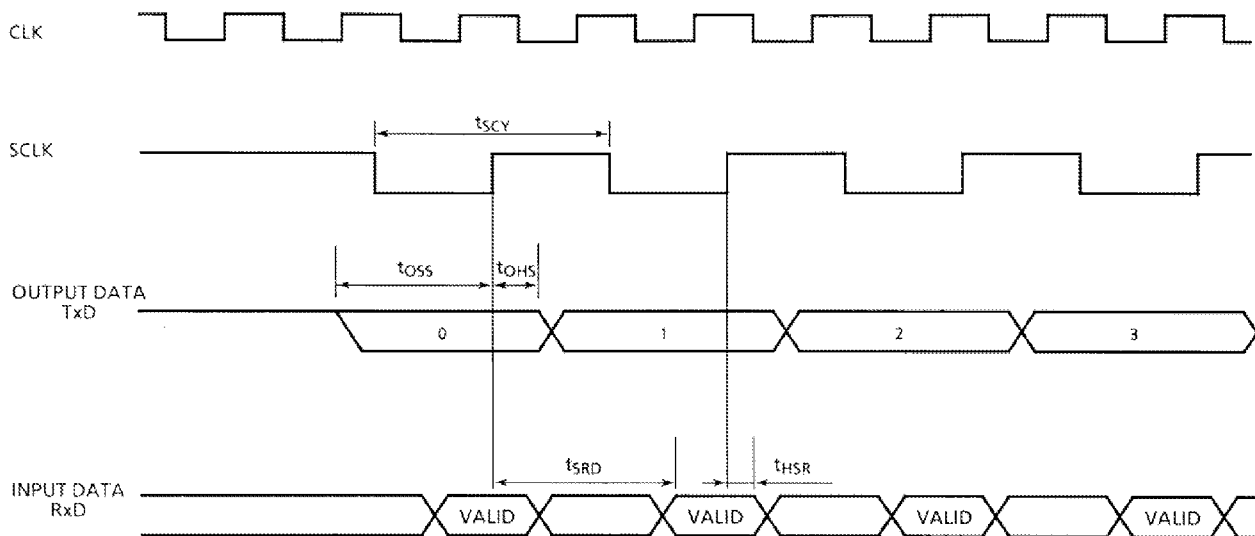 CLK
tSCY
SCLK
tOSS
tOHS
OUTPUT DATA
TxD
0
1
2
3
tSRD
tHSR
INPUT DATA
RxD
VALID
VALID
VALID
VALID